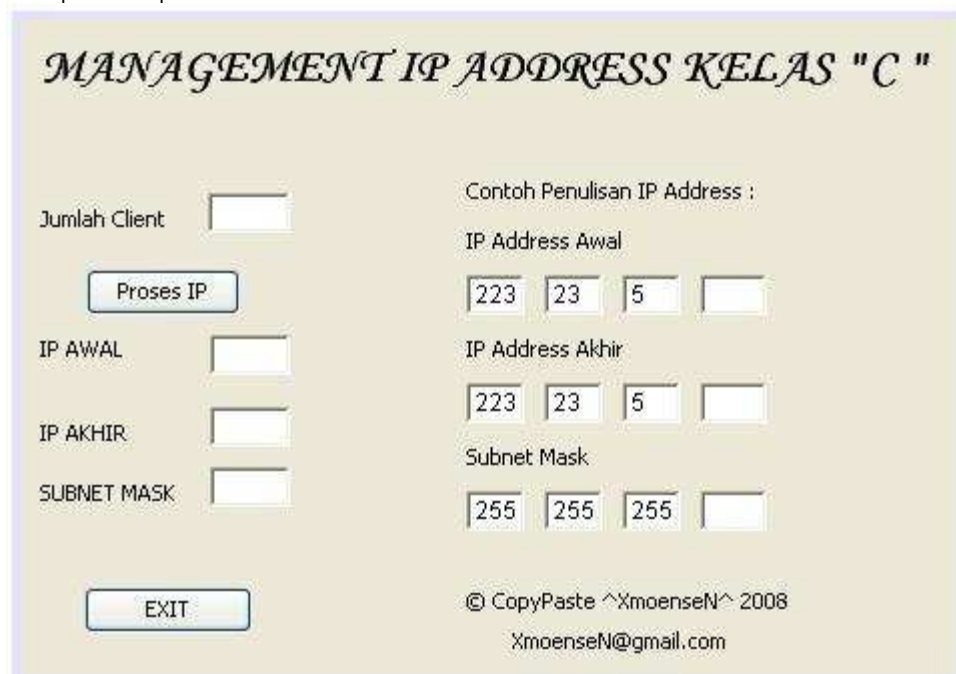 MANAGEMENT IP ADDRESS KELAS "C "
Jumlah Client
Proses IP
IP AWAL
IP AKHIR
SUBNET MASK
EXIT
Contoh Penulisan IP Address :
IP Address Awal
223 23 5
IP Address Akhir
223 23 5
Subnet Mask
255 255 255
© CopyPaste ^XmoenseN^ 2008
XmoenseN@gmail.com